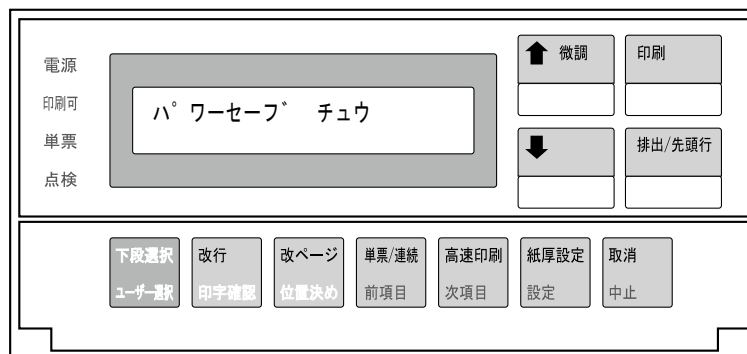 電源
印刷可
単票
点検
パワーセーブ チュウ
微調
印刷
排出/先頭行
下段選択
ユーザー選択
改行
印字確認
改ページ
位置決め
単票/連続
前項目
高速印刷
次項目
紙厚設定
設定
取消
中止